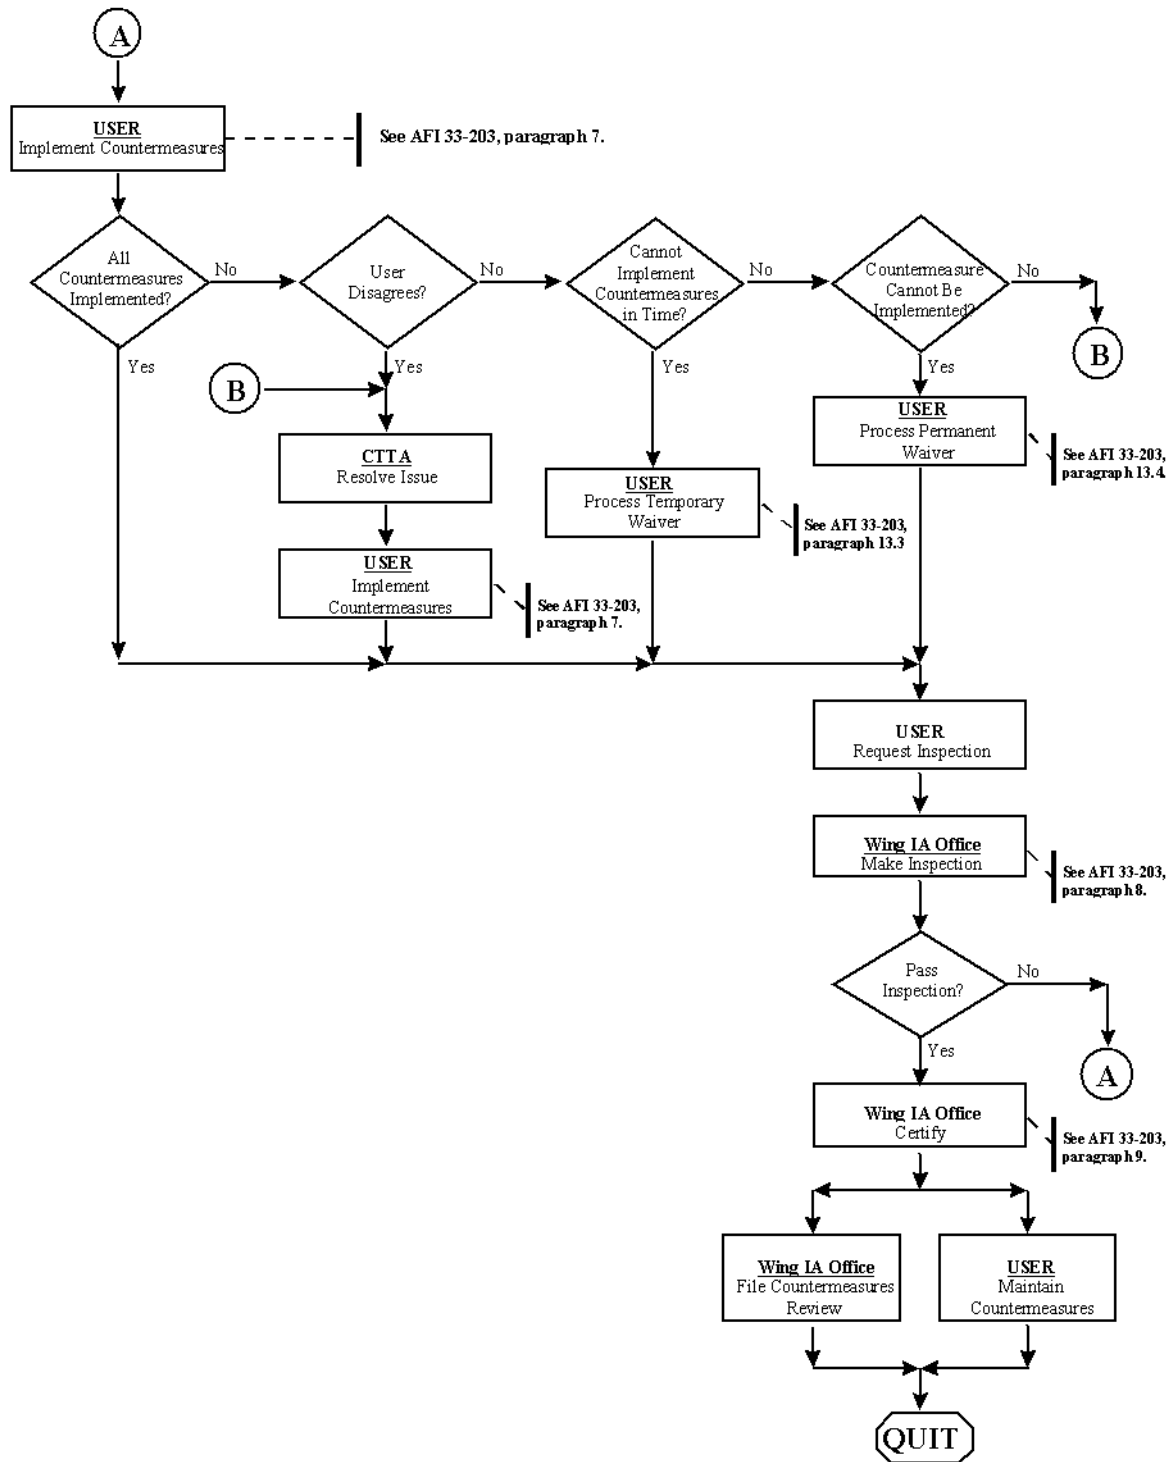 A
USER
Implement Countermeasures
See AFI 33-203, paragraph 7.
All
Countermeasures
Implemented?
No
User
Disagrees?
No
Cannot
Implement
Countermeasures
in Time?
No
Countermeasure
Cannot Be
Implemented?
No
B
Yes
Yes
Yes
Yes
B
CTTA
Resolve Issue
USER
Implement
Countermeasures
See AFI 33-203,
paragraph 7.
USER
Process Temporary
Waiver
See AFI 33-203,
paragraph 13.3
USER
Process Permanent
Waiver
See AFI 33-203,
paragraph 13.4.
USER
Request Inspection
Wing IA Office
Make Inspection
See AFI 33-203,
paragraph 8.
Pass
Inspection?
No
A
Yes
Wing IA Office
Certify
See AFI 33-203,
paragraph 9.
Wing IA Office
File Countermeasures
Review
USER
Maintain
Countermeasures
QUIT